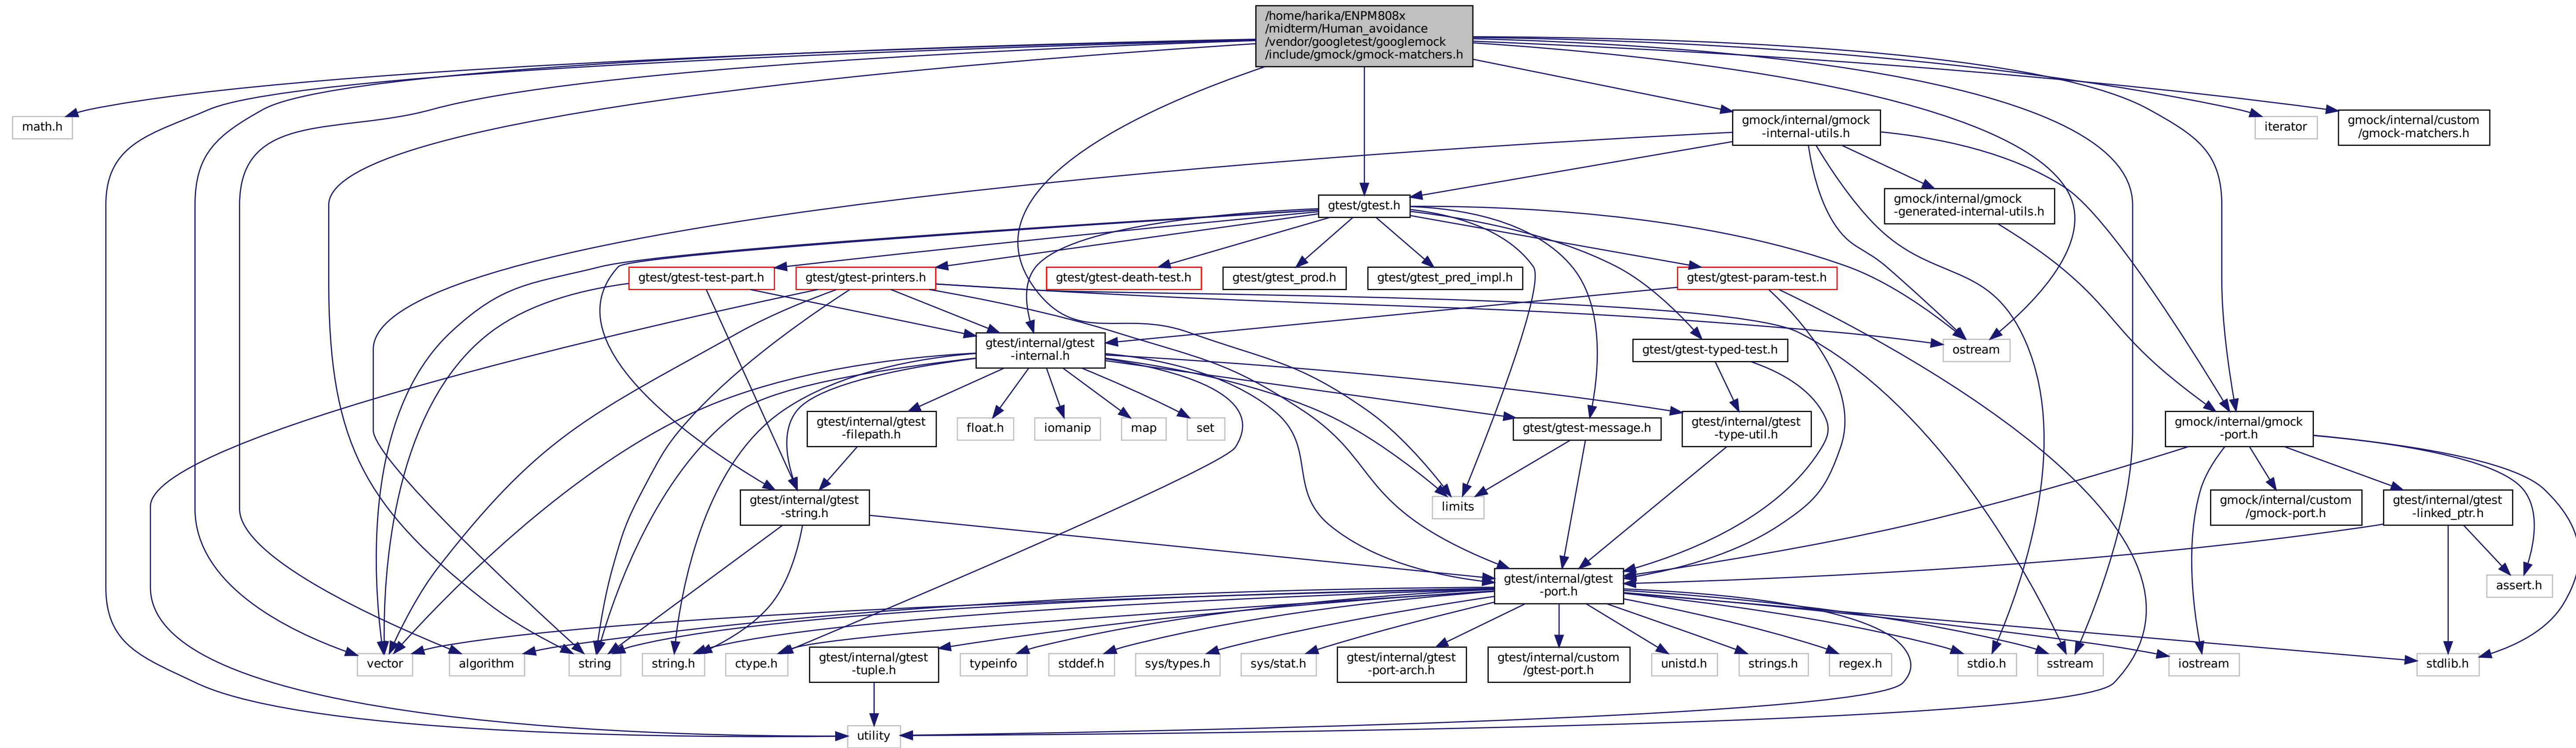 /home/harika/ENPM808x
/midterm/Human_avoidance
/vendor/googletest/googlemock
/include/gmock/gmock-matchers.h
math.h
gmock/internal/gmock
-internal-utils.h
iterator
gmock/internal/custom
/gmock-matchers.h
gtest/gtest.h
gmock/internal/gmock
-generated-internal-utils.h
gtest/gtest-test-part.h
gtest/gtest-printers.h
gtest/gtest-death-test.h
gtest/gtest_prod.h
gtest/gtest_pred_impl.h
gtest/gtest-param-test.h
gtest/internal/gtest
-internal.h
gtest/gtest-typed-test.h
ostream
gtest/internal/gtest
-filepath.h
float.h
iomanip
map
set
gtest/gtest-message.h
gtest/internal/gtest
-type-util.h
gmock/internal/gmock
-port.h
gtest/internal/gtest
-string.h
limits
gmock/internal/custom
/gmock-port.h
gtest/internal/gtest
-linked_ptr.h
gtest/internal/gtest
-port.h
assert.h
vector
algorithm
string
string.h
ctype.h
gtest/internal/gtest
-tuple.h
typeinfo
stddef.h
sys/types.h
sys/stat.h
gtest/internal/gtest
-port-arch.h
gtest/internal/custom
/gtest-port.h
unistd.h
strings.h
regex.h
stdio.h
sstream
iostream
stdlib.h
utility